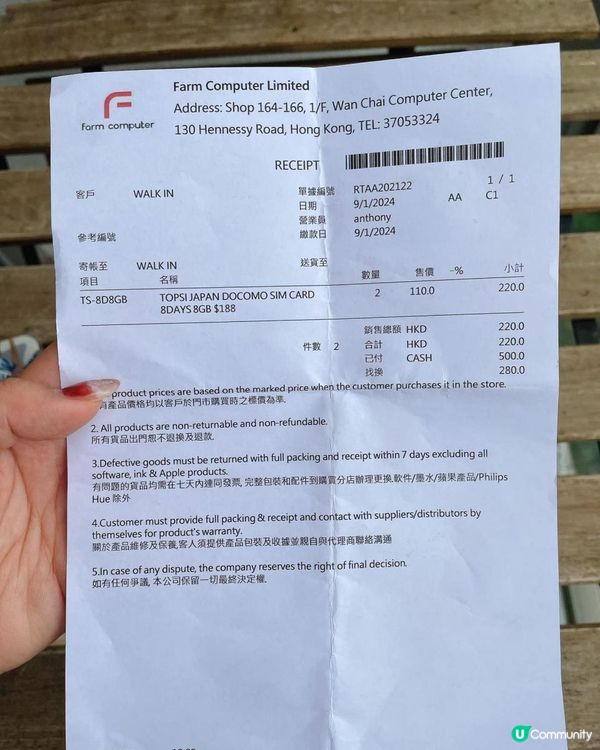 Farm Computer Limited
farm computer
Address: Shop 164-166, 1/F, Wan Chai Computer Center,
130 Hennessy Road, Hong Kong, TEL: 37053324
RECEIPT
客戶 WALK IN 單據編號 RTAA202122 1 / 1
日期 9/1/2024 AA C1
營業員 anthony
參考編號 繳款日 9/1/2024
寄帳至 WALK IN 送貨至
項目 名稱 數量 售價 -% 小計
TS-8D8GB TOPSI JAPAN DOCOMO SIM CARD 2 110.0 220.0
8DAYS 8GB $188
銷售總額 HKD 220.0
件數 2 合計 HKD 220.0
已付 CASH 500.0
找換 280.0
product prices are based on the marked price when the customer purchases it in the store.
有產品價格均以客戶於門市購買時之標價為準.
2. All products are non-returnable and non-refundable.
所有貨品出門恕不退換及退款.
3.Defective goods must be returned with full packing and receipt within 7 days excluding all
software, ink & Apple products.
有問題的貨品均需在七天內連同發票, 完整包裝和配件到購買分店辦理更換.軟件/墨水/蘋果產品/Philips
Hue 除外
4.Customer must provide full packing & receipt and contact with suppliers/distributors by
themselves for product's warranty.
關於產品維修及保養,客人須提供產品包裝及收據並親自與代理商聯絡溝通
5.In case of any dispute, the company reserves the right of final decision.
如有任何爭議, 本公司保留一切最終決定權.
U Community